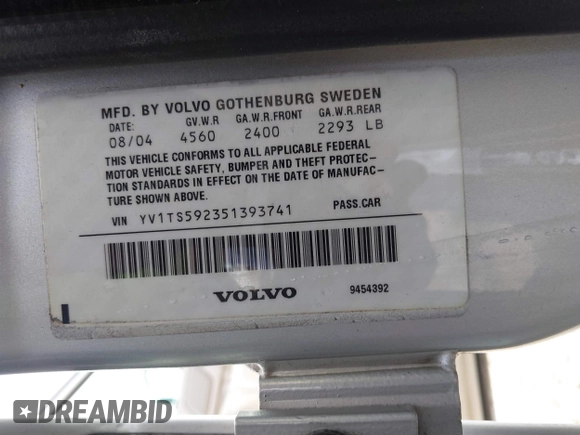 MFD. BY VOLVO GOTHENBURG SWEDEN
DATE: GV.W.R GA.W.R.FRONT GA.W.R.REAR
08/04 4560 2400 2293 LB
THIS VEHICLE CONFORMS TO ALL APPLICABLE FEDERAL
MOTOR VEHICLE SAFETY, BUMPER AND THEFT PROTEC-
TION STANDARDS IN EFFECT ON THE DATE OF MANUFAC-
TURE SHOWN ABOVE.
VIN YV1TS592351393741 PASS.CAR
VOLVO 9454392
DREAMBID